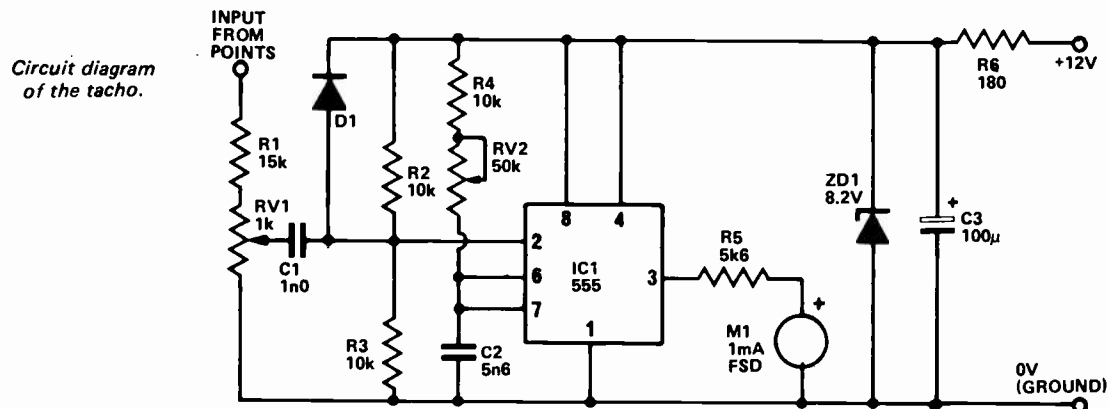 Circuit diagram
of the tacho.
INPUT
FROM
POINTS
R1
15k
RV1
1k
C1
1n0
D1
R2
10k
R3
10k
R4
10k
RV2
50k
C2
5n6
8
4
2
6
7
3
1
IC1
555
R5
5k6
+
M1
1mA
FSD
ZD1
8.2V
+
C3
100µ
R6
180
+12V
0V
(GROUND)